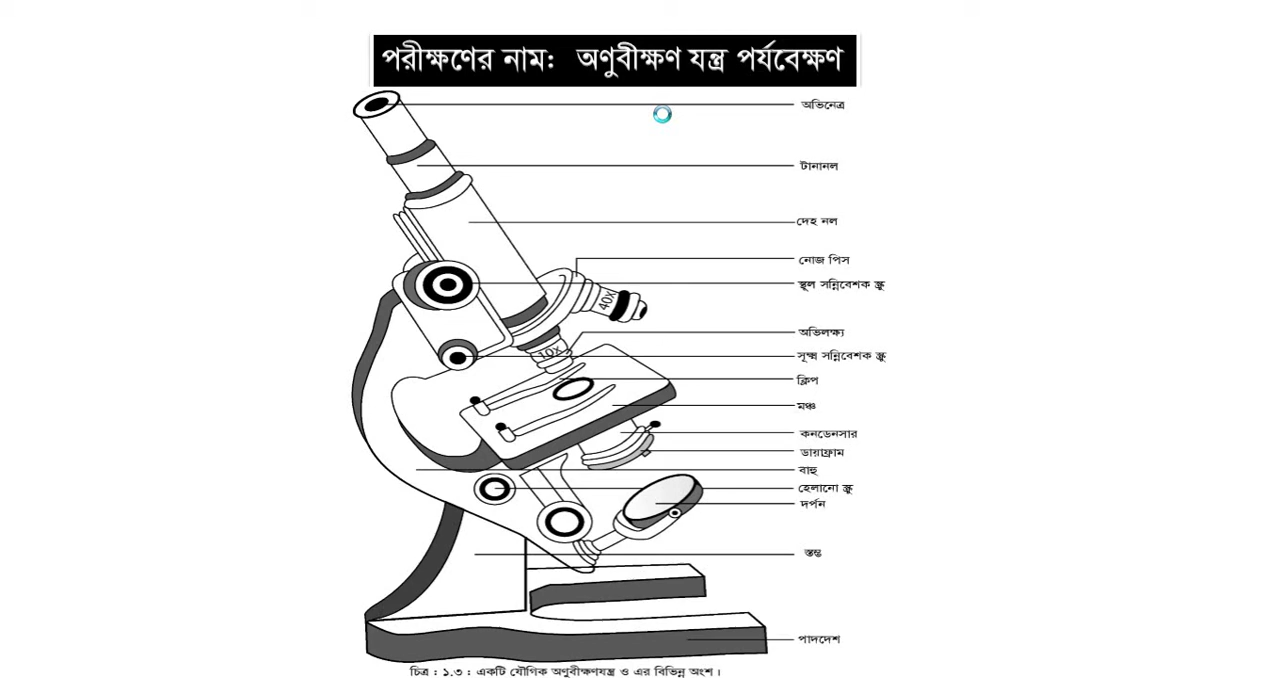 পরীক্ষণের নাম: অণুবীক্ষণ যন্ত্র পর্যবেক্ষণ
অভিনেত্র
টানানল
দেহ নল
নোজ পিস
স্থূল সন্নিবেশক স্ক্রু
40X
অভিলক্ষ্য
10X
সূক্ষ্ম সন্নিবেশক স্ক্রু
ক্লিপ
মঞ্চ
কনডেনসার
ডায়াফ্রাম
বাহু
হেলানো স্ক্রু
দর্পন
স্তম্ভ
পাদদেশ
চিত্র : ১.৩ : একটি যৌগিক অণুবীক্ষণযন্ত্র ও এর বিভিন্ন অংশ।